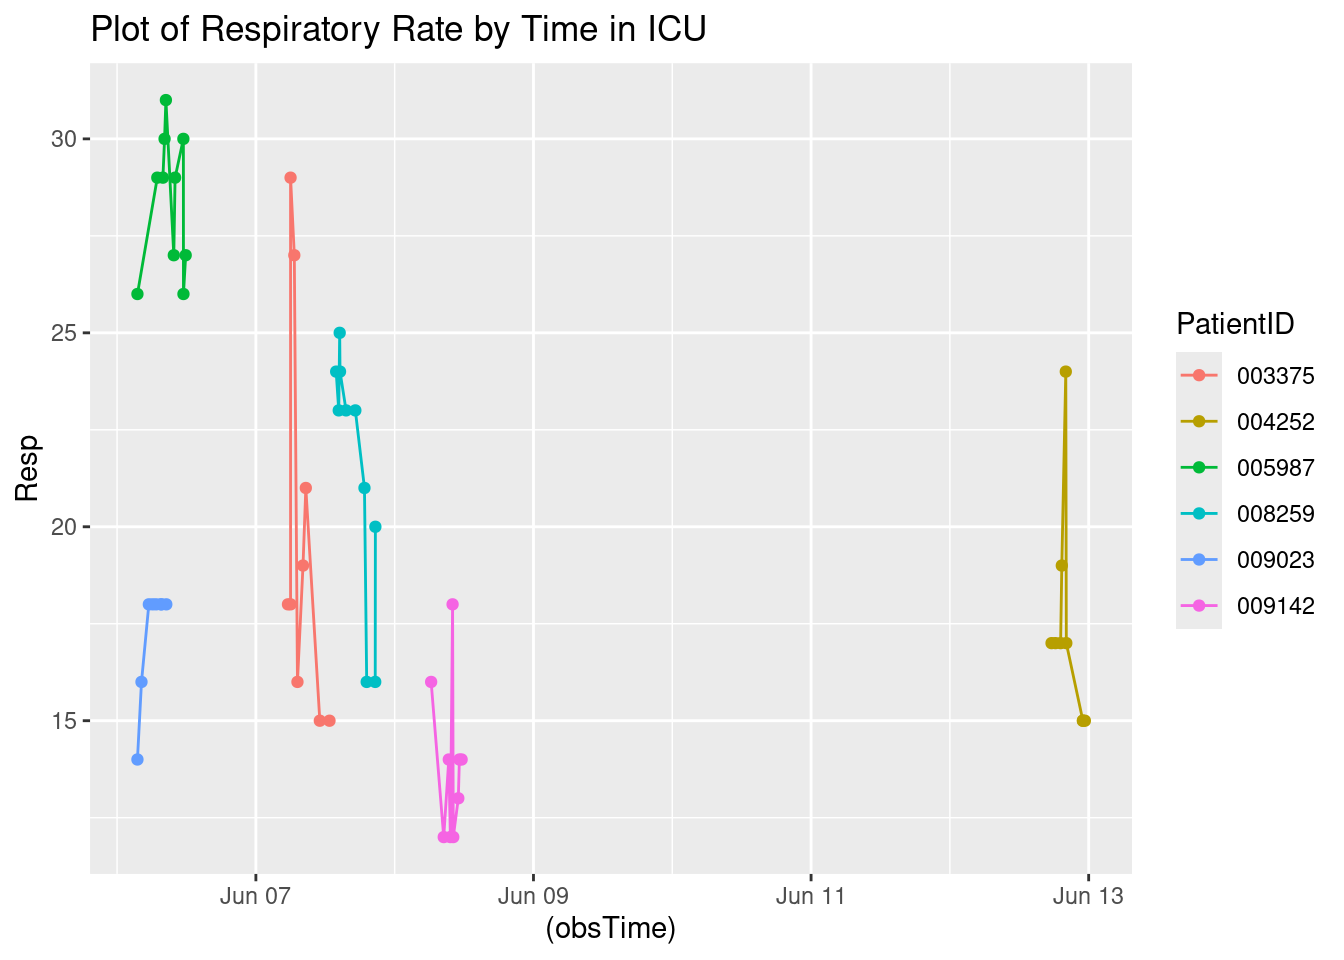 Plot of Respiratory Rate by Time in ICU
30
25
20
15
Resp
Jun 07
Jun 09
Jun 11
Jun 13
(obsTime)
PatientID
003375
004252
005987
008259
009023
009142